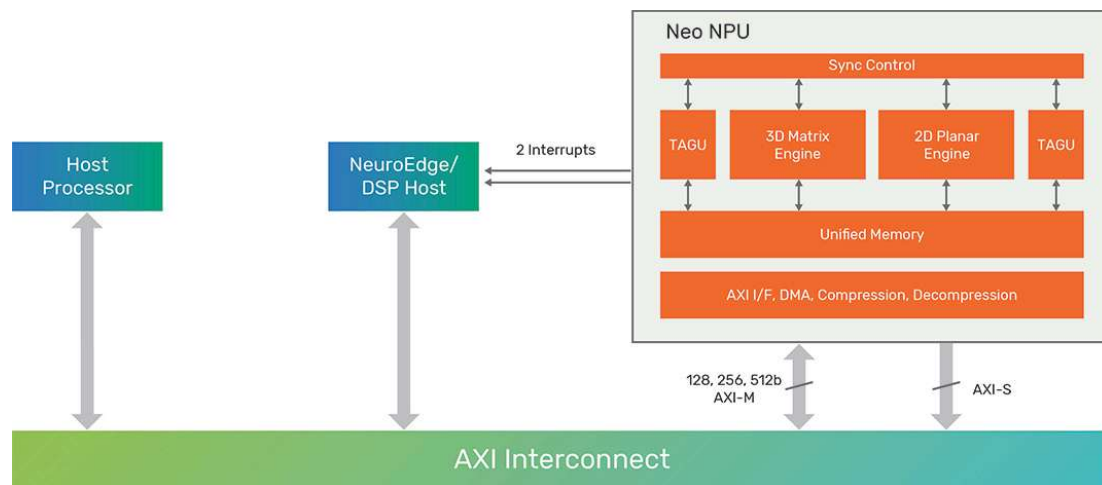 Neo NPU
Sync Control
TAGU
3D Matrix
Engine
2D Planar
Engine
TAGU
Unified Memory
AXI I/F, DMA, Compression, Decompression
Host
Processor
NeuroEdge/
DSP Host
2 Interrupts
128, 256, 512b
AXI-M
AXI-S
AXI Interconnect